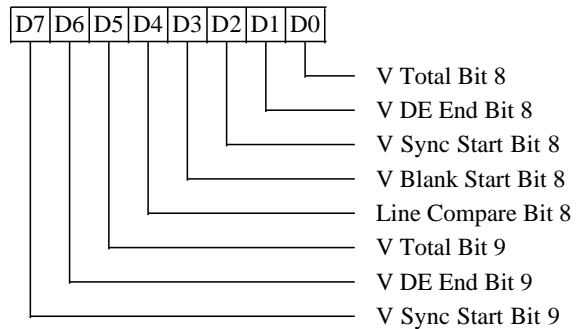 D7 D6 D5 D4 D3 D2 D1 D0
V Total Bit 8
V DE End Bit 8
V Sync Start Bit 8
V Blank Start Bit 8
Line Compare Bit 8
V Total Bit 9
V DE End Bit 9
V Sync Start Bit 9